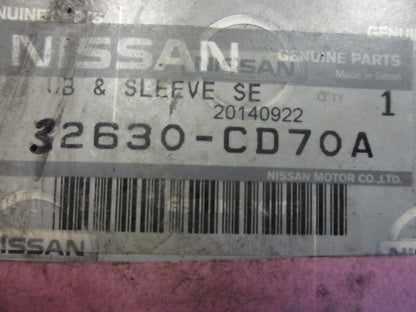 GENUINE
NISSAN GENUINE PARTS
Made in Japan
UB & SLEEVE SE Q'TY 1
20140922
32630-CD70A
NISSAN MOTOR CO.,LTD.
NISSAN